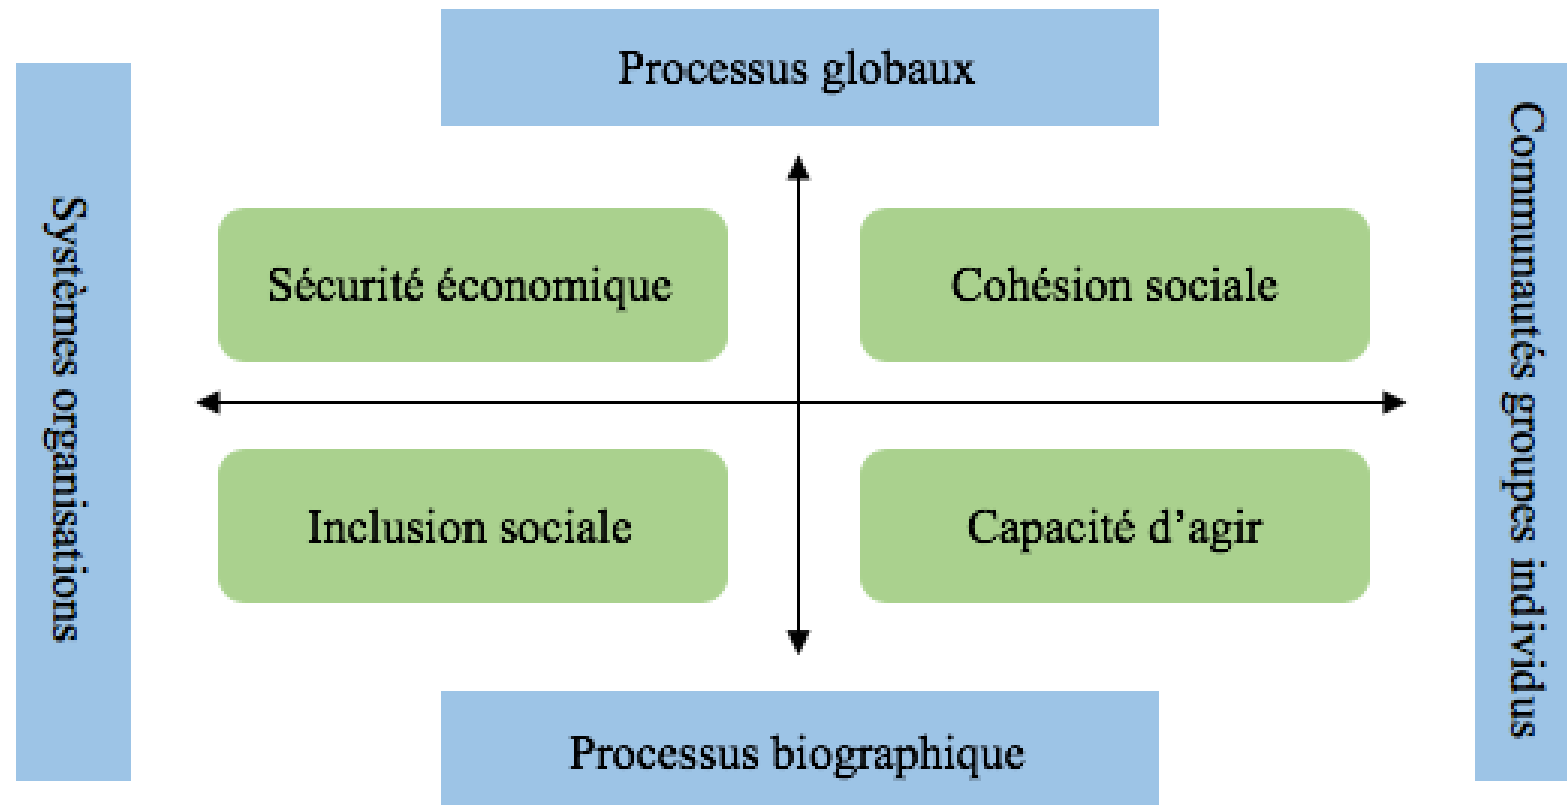 Processus globaux
Systèmes organisations
Communautés groupes individus
Sécurité économique
Cohésion sociale
Inclusion sociale
Capacité d’agir
Processus biographique